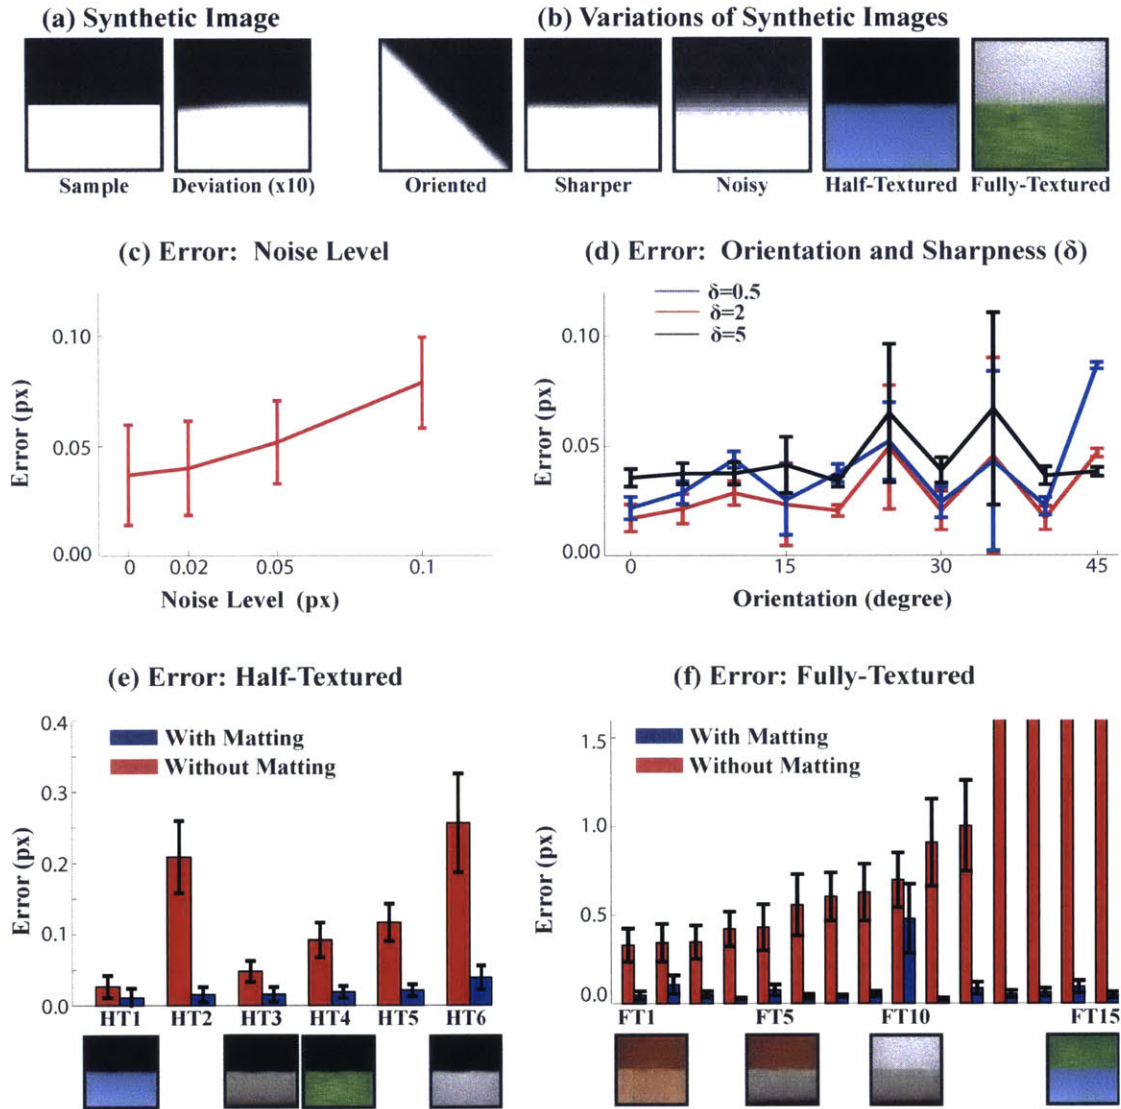 (a) Synthetic Image
(b) Variations of Synthetic Images
Sample
Deviation (x10)
Oriented
Sharper
Noisy
Half-Textured
Fully-Textured
(c) Error: Noise Level
Error (px)
0.10
0.05
0.00
0
0.02
0.05
0.1
Noise Level (px)
(d) Error: Orientation and Sharpness (δ)
δ=0.5
δ=2
δ=5
Error (px)
0.10
0.05
0.00
0
15
30
45
Orientation (degree)
(e) Error: Half-Textured
With Matting
Without Matting
Error (px)
0.4
0.3
0.2
0.1
0.0
HT1
HT2
HT3
HT4
HT5
HT6
(f) Error: Fully-Textured
With Matting
Without Matting
Error (px)
1.5
1.0
0.5
0.0
FT1
FT5
FT10
FT15